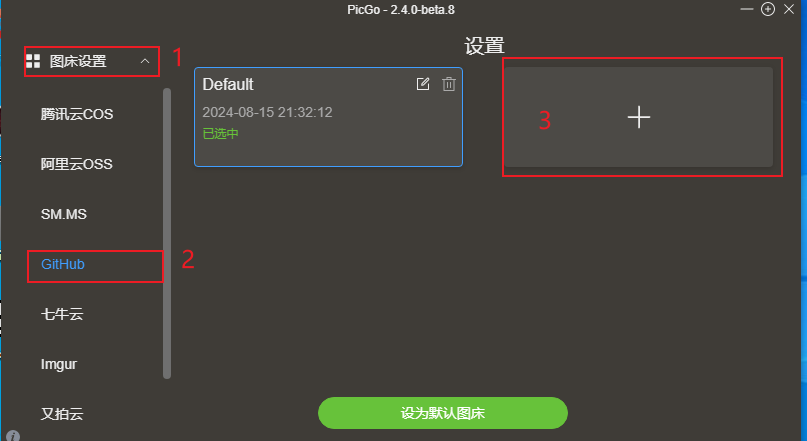 PicGo - 2.4.0-beta.8
图床设置
1
腾讯云COS
阿里云OSS
SM.MS
GitHub
2
七牛云
Imgur
又拍云
设置
Default
2024-08-15 21:32:12
已选中
3
设为默认图床